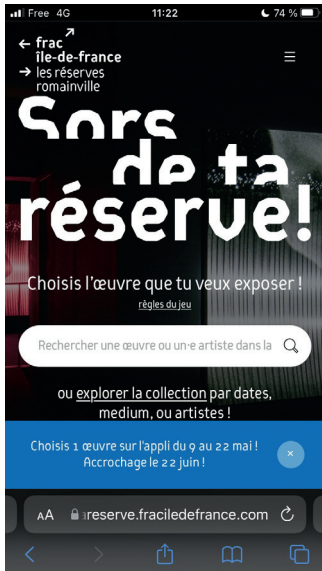 Free 4G 11:22 74 %
← frac ↗
île-de-france
→ les réserves
romainville
Sors
de ta
réserve!
Choisis l'œuvre que tu veux exposer !
règles du jeu
Rechercher une œuvre ou un·e artiste dans la
ou explorer la collection par dates,
medium, ou artistes !
Choisis 1 œuvre sur l'appli du 9 au 22 mai !
Accrochage le 22 juin !
AA reserve.fraciledefrance.com